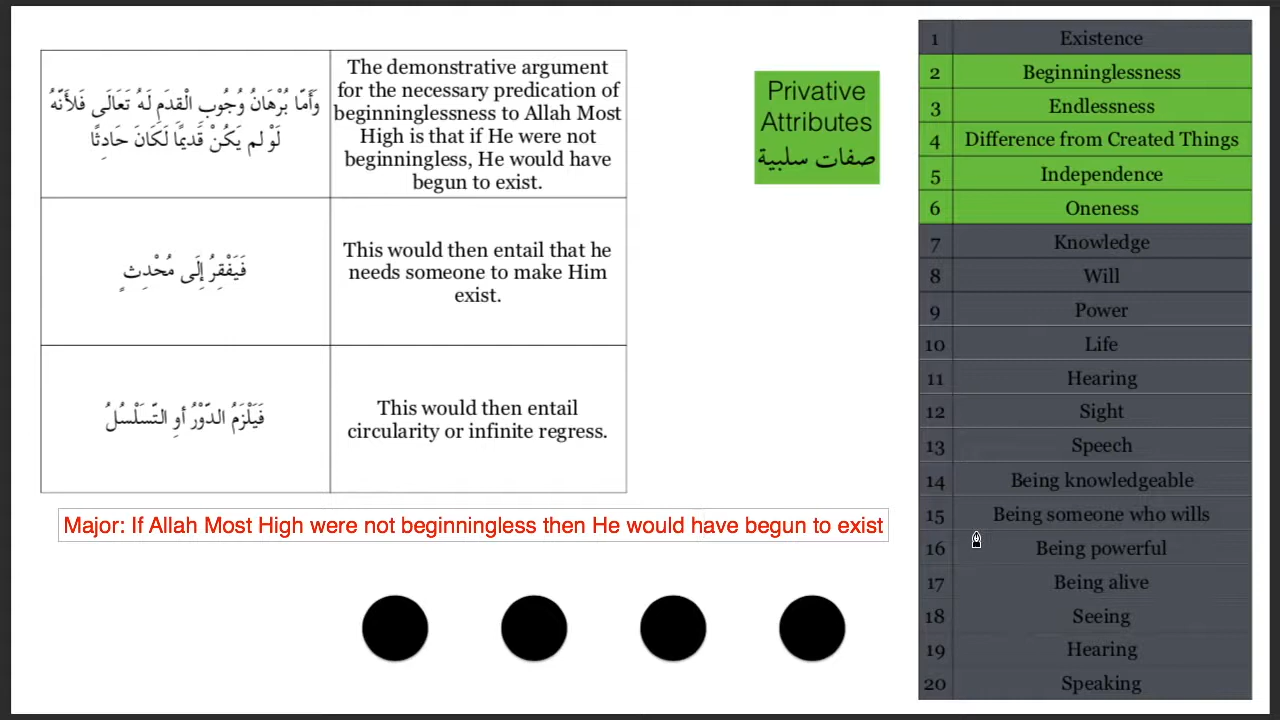 وَأَمَّا بُرْهَانُ وُجُوبِ الْقِدَمِ لَهُ تَعَالَى فَلأَنَّهُ
لَوْ لم يَكُنْ قَدِيمًا لَكَانَ حَادِثًا
The demonstrative argument
for the necessary predication of
beginninglessness to Allah Most
High is that if He were not
beginningless, He would have
begun to exist.
فَيَفْقِرُ إِلَى مُحْدِثٍ
This would then entail that he
needs someone to make Him
exist.
فَيَلْزَمُ الدَّوْرُ أوِ التَّسَلْسُلُ
This would then entail
circularity or infinite regress.
Major: If Allah Most High were not beginningless then He would have begun to exist
Privative
Attributes
صفات سلبية
1 Existence
2 Beginninglessness
3 Endlessness
4 Difference from Created Things
5 Independence
6 Oneness
7 Knowledge
8 Will
9 Power
10 Life
11 Hearing
12 Sight
13 Speech
14 Being knowledgeable
15 Being someone who wills
16 Being powerful
17 Being alive
18 Seeing
19 Hearing
20 Speaking